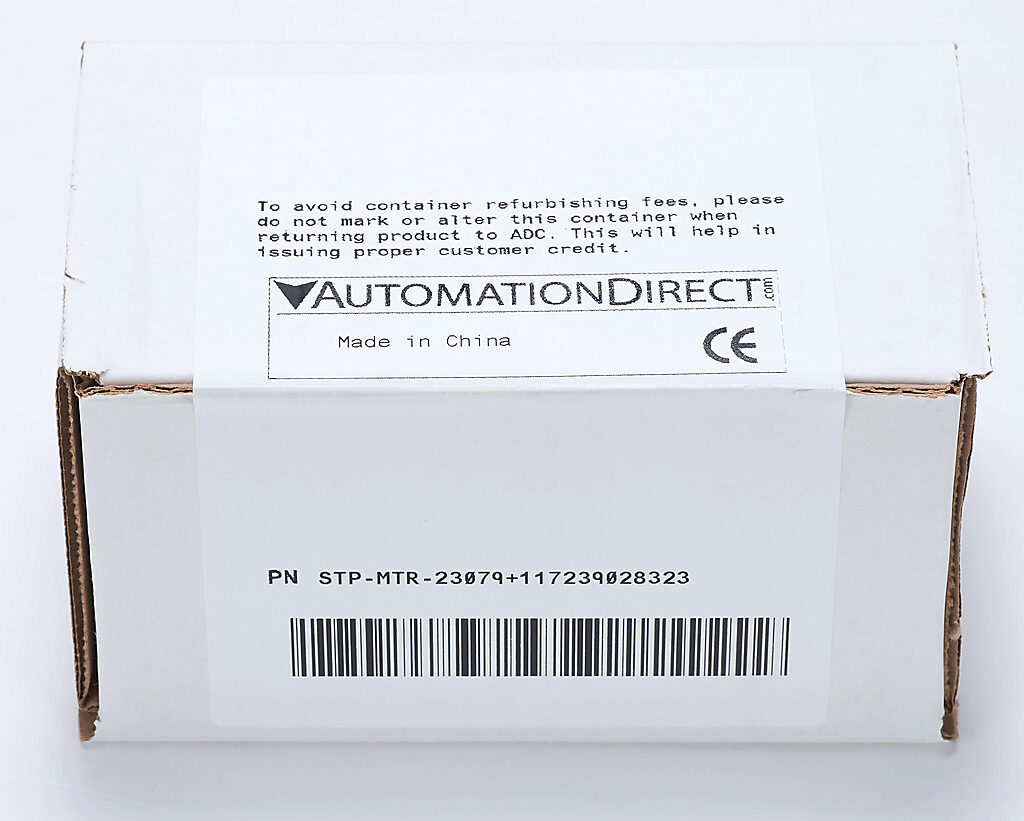 To avoid container refurbishing fees, please
do not mark or alter this container when
returning product to ADC. This will help in
issuing proper customer credit.
AUTOMATIONDIRECT.com
Made in China
CE
PN STP-MTR-23079+117239028323